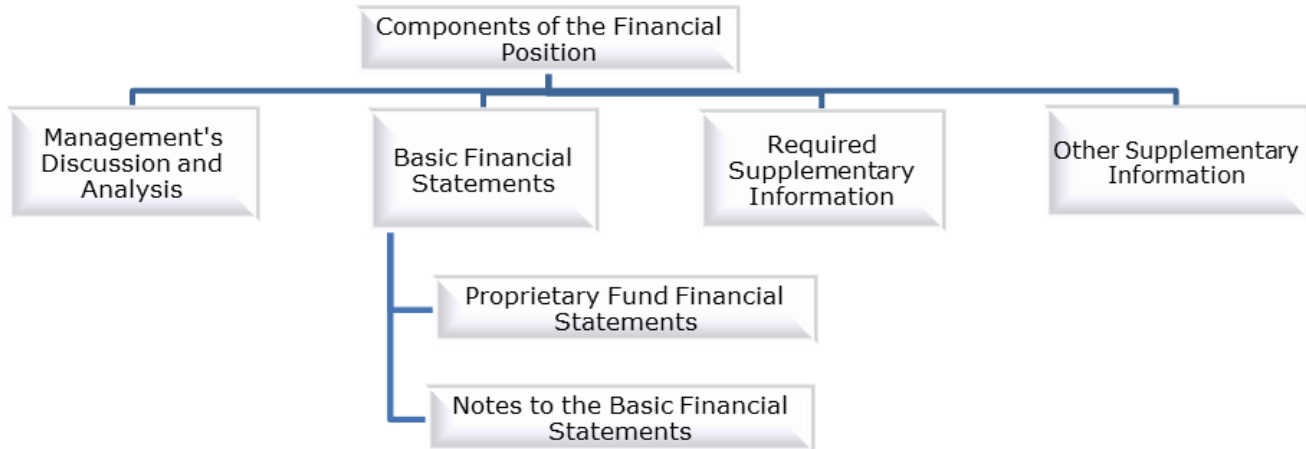 Components of the Financial
Position
Management's
Discussion and
Analysis
Basic Financial
Statements
Required
Supplementary
Information
Other Supplementary
Information
Proprietary Fund Financial
Statements
Notes to the Basic Financial
Statements